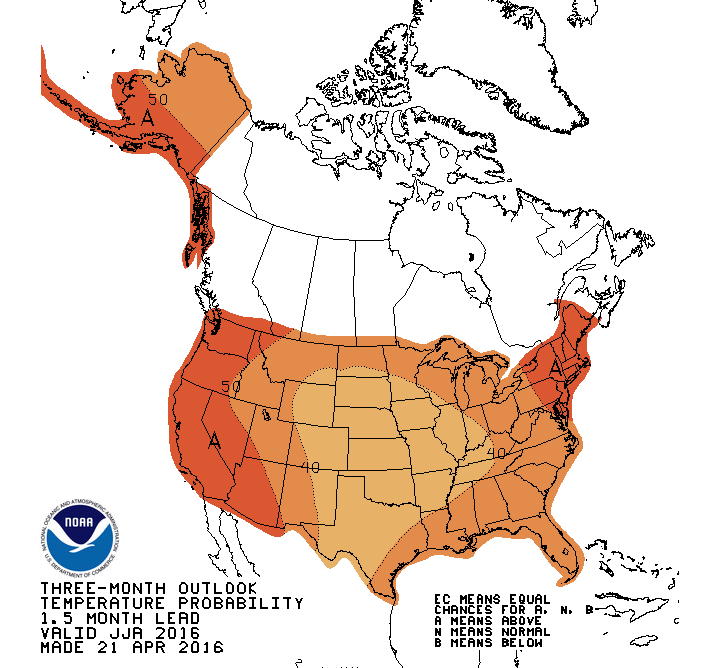 50
A
50
A
A
40
40
NATIONAL OCEANIC AND ATMOSPHERIC ADMINISTRATION
NOAA
U.S. DEPARTMENT OF COMMERCE
THREE-MONTH OUTLOOK
TEMPERATURE PROBABILITY
1.5 MONTH LEAD
VALID JJA 2016
MADE 21 APR 2016
EC MEANS EQUAL
CHANCES FOR A, N, B
A MEANS ABOVE
N MEANS NORMAL
B MEANS BELOW